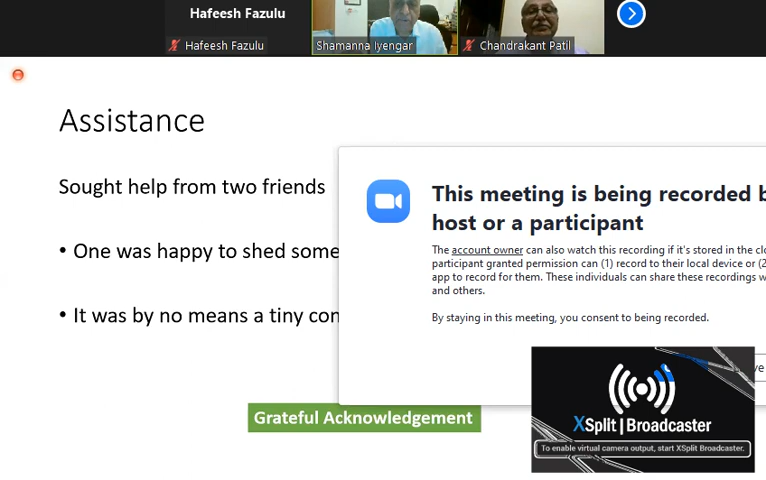 Hafeesh Fazulu
Hafeesh Fazulu
Shamanna Iyengar
Chandrakant Patil
Assistance
Sought help from two friends
• One was happy to shed some
• It was by no means a tiny con
Grateful Acknowledgement
This meeting is being recorded b
host or a participant
The account owner can also watch this recording if it's stored in the clo
participant granted permission can (1) record to their local device or (2
app to record for them. These individuals can share these recordings w
and others.
By staying in this meeting, you consent to being recorded.
ve
XSplit|Broadcaster
To enable virtual camera output, start XSplit Broadcaster.